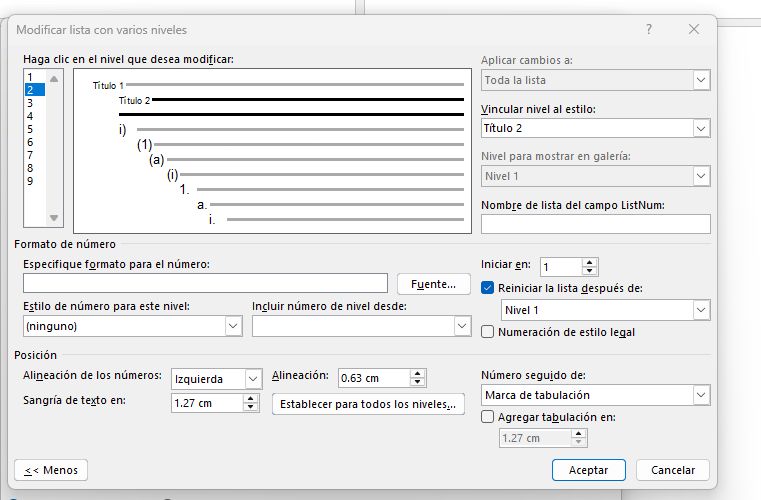 Modificar lista con varios niveles
Haga clic en el nivel que desea modificar:
1
2
3
4
5
6
7
8
9
Título 1
Título 2
i)
(1)
(a)
(i)
1.
a.
i.
Aplicar cambios a:
Toda la lista
Vincular nivel al estilo:
Título 2
Nivel para mostrar en galería:
Nivel 1
Nombre de lista del campo ListNum:
Formato de número
Especifique formato para el número:
Fuente...
Estilo de número para este nivel:
Incluir número de nivel desde:
(ninguno)
Iniciar en:
1
Reiniciar la lista después de:
Nivel 1
Numeración de estilo legal
Posición
Alineación de los números:
Izquierda
Alineación:
0.63 cm
Sangría de texto en:
1.27 cm
Establecer para todos los niveles...
Número seguido de:
Marca de tabulación
Agregar tabulación en:
1.27 cm
<< Menos
Aceptar
Cancelar